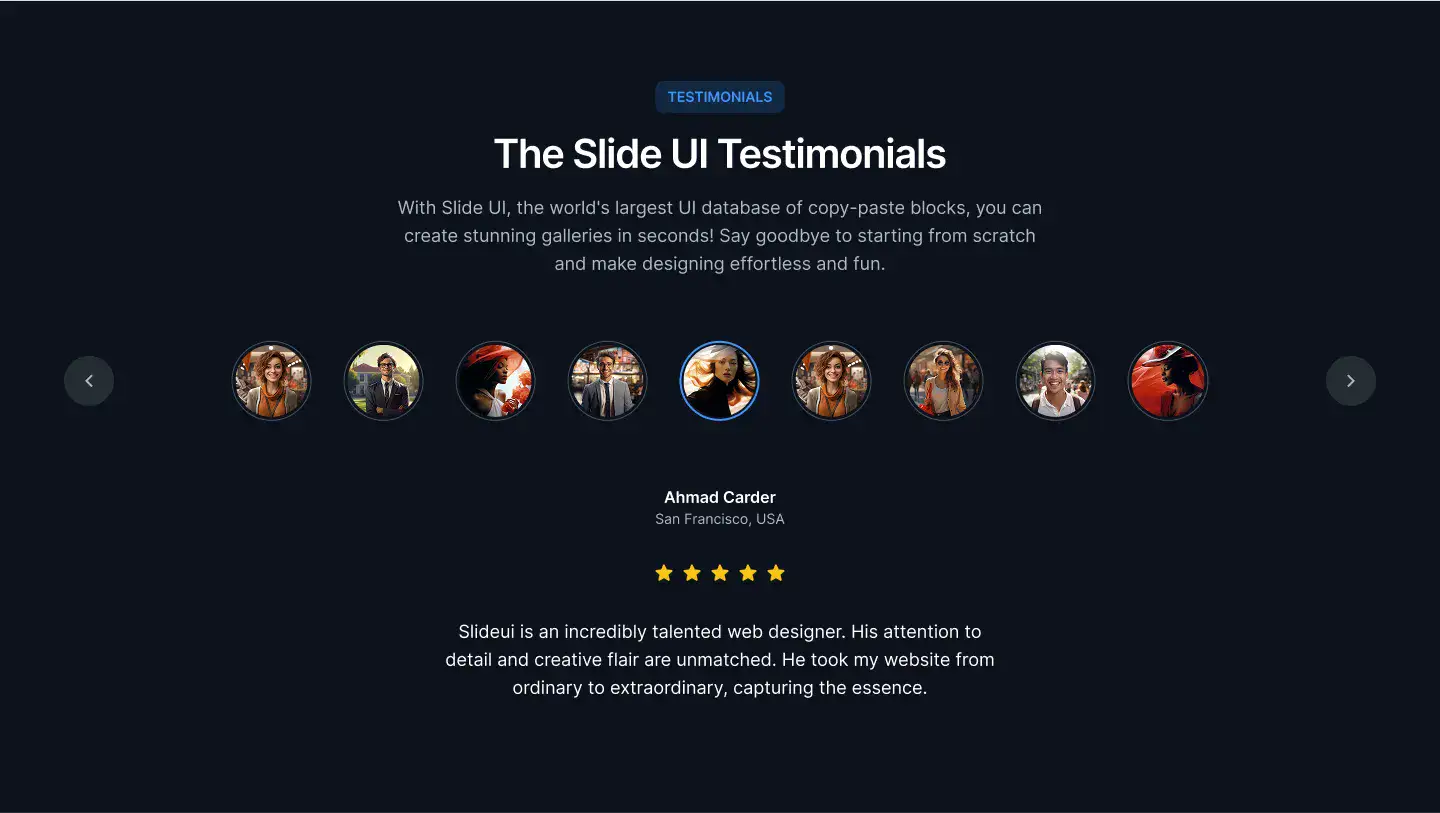 TESTIMONIALS
The Slide UI Testimonials
With Slide UI, the world's largest UI database of copy-paste blocks, you can
create stunning galleries in seconds! Say goodbye to starting from scratch
and make designing effortless and fun.
Ahmad Carder
San Francisco, USA
Slideui is an incredibly talented web designer. His attention to
detail and creative flair are unmatched. He took my website from
ordinary to extraordinary, capturing the essence.